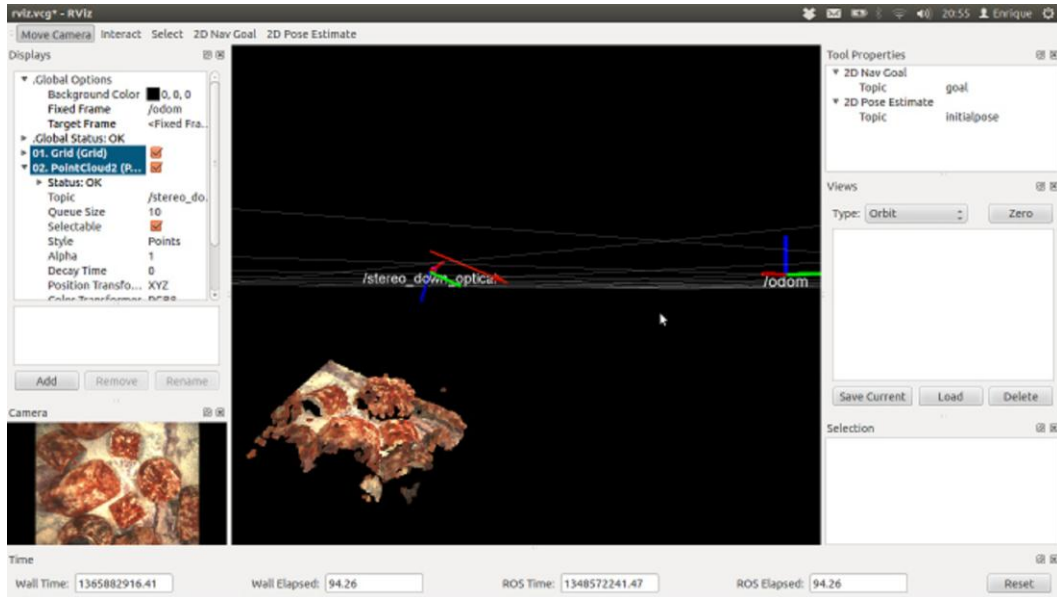 rviz.vcg* - RViz 20:55 Enrique
Move Camera Interact Select 2D Nav Goal 2D Pose Estimate
Displays
.Global Options
Background Color 0, 0, 0
Fixed Frame /odom
Target Frame <Fixed Fra...
.Global Status: OK
01. Grid (Grid)
02. PointCloud2 (P...
Status: OK
Topic /stereo_do...
Queue Size 10
Selectable
Style Points
Alpha 1
Decay Time 0
Position Transfo... XYZ
Color Transformer RGB8
Add Remove Rename
Camera
/stereo_down_optical
/odom
Tool Properties
2D Nav Goal
Topic goal
2D Pose Estimate
Topic initialpose
Views
Type: Orbit Zero
Save Current Load Delete
Selection
Time
Wall Time: 1365882916.41 Wall Elapsed: 94.26 ROS Time: 1348572241.47 ROS Elapsed: 94.26 Reset